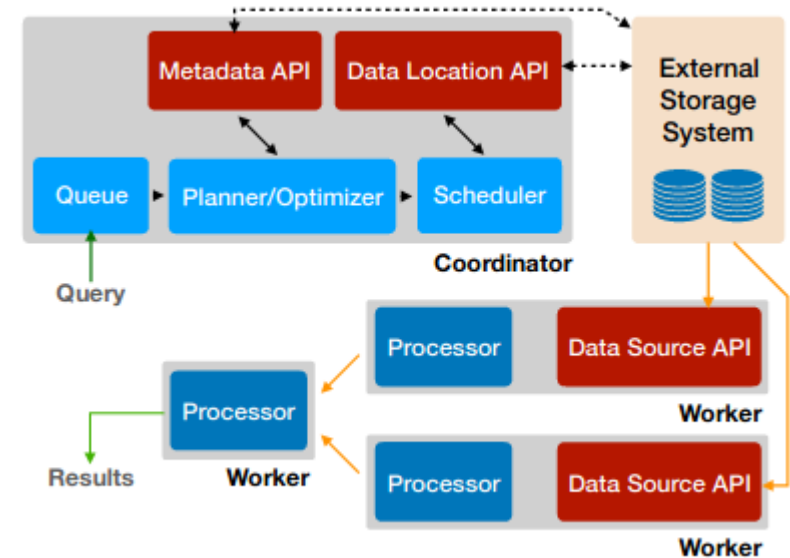 Metadata API
Data Location API
External
Storage
System
Queue
Planner/Optimizer
Scheduler
Coordinator
Query
Processor
Data Source API
Worker
Processor
Results
Worker
Processor
Data Source API
Worker